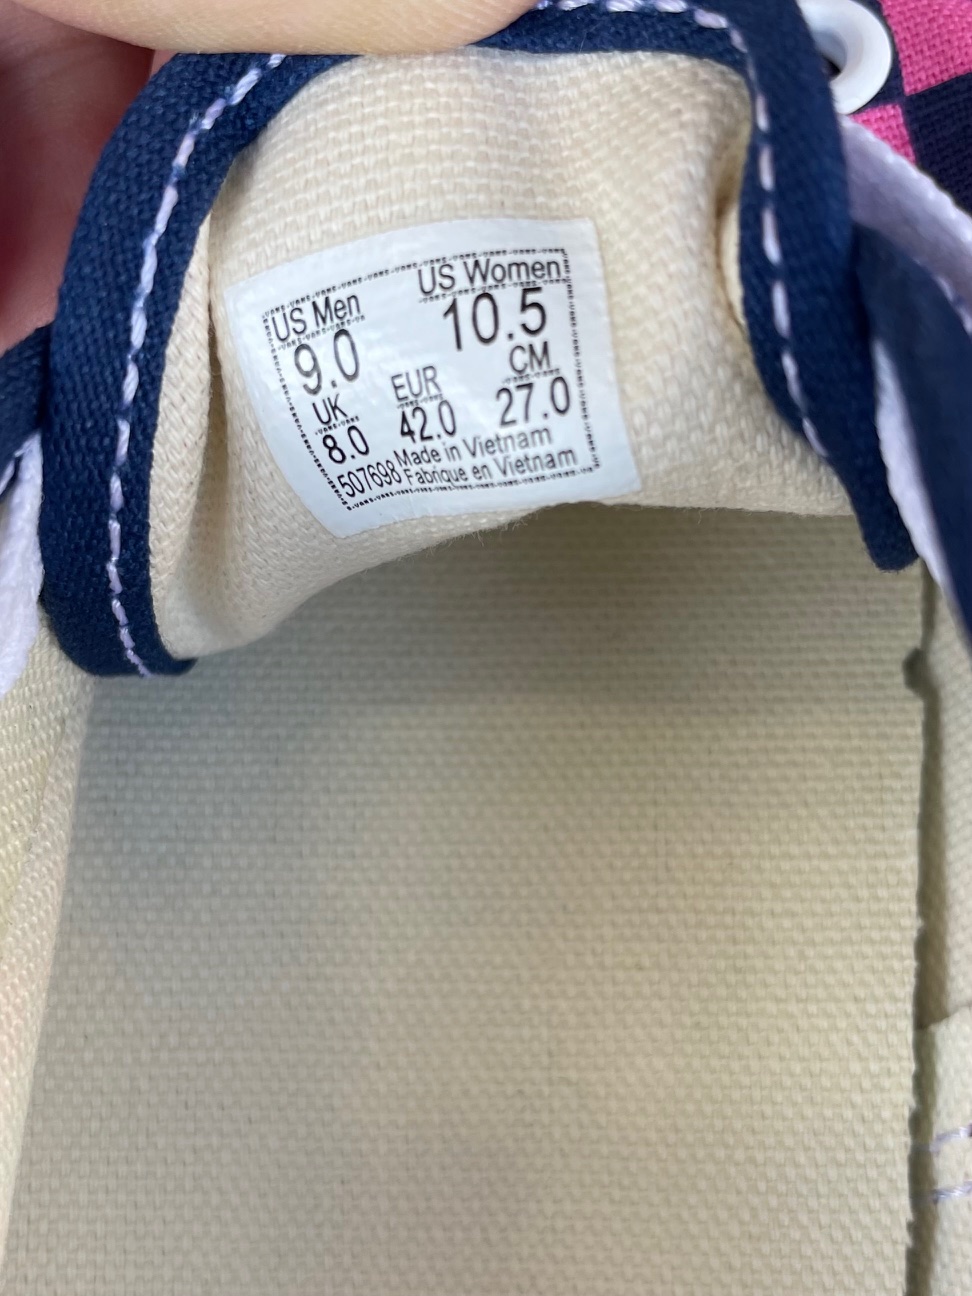 US Men US Women
9.0 10.5
UK EUR CM
8.0 42.0 27.0
507698 Made in Vietnam
Fabrique en Vietnam